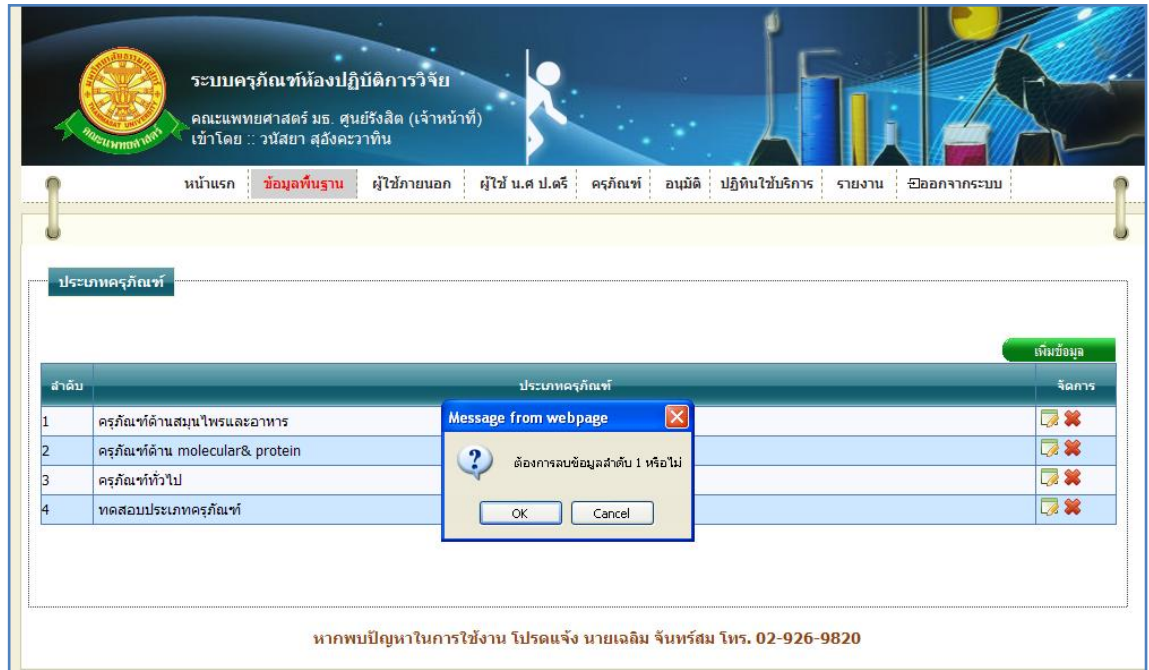 ระบบครุภัณฑ์ห้องปฏิบัติการวิจัย
คณะแพทยศาสตร์ มธ. ศูนย์รังสิต (เจ้าหน้าที่)
เข้าโดย :: วนัสยา สุอังคะวาทิน
คณะแพทยศาสตร์
หน้าแรก ข้อมูลพื้นฐาน ผู้ใช้ภายนอก ผู้ใช้ น.ศ ป.ตรี ครุภัณฑ์ อนุมัติ ปฏิทินใช้บริการ รายงาน ออกจากระบบ
ประเภทครุภัณฑ์
เพิ่มข้อมูล
ลำดับ ประเภทครุภัณฑ์ จัดการ
1 ครุภัณฑ์ด้านสมุนไพรและอาหาร
2 ครุภัณฑ์ด้าน molecular& protein
3 ครุภัณฑ์ทั่วไป
4 ทดสอบประเภทครุภัณฑ์
Message from webpage
ต้องการลบข้อมูลลำดับ 1 หรือไม่
OK Cancel
หากพบปัญหาในการใช้งาน โปรดแจ้ง นายเฉลิม จันทร์สม โทร. 02-926-9820